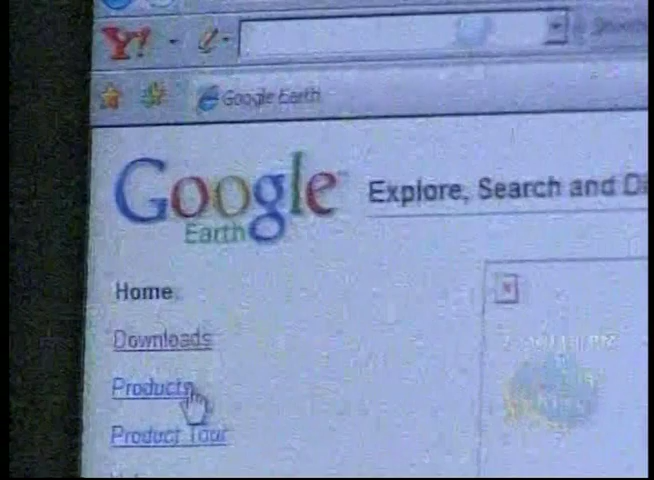 Y!
Google Earth
Google
Earth
Explore, Search and
Home
Downloads
Products
Product Tour